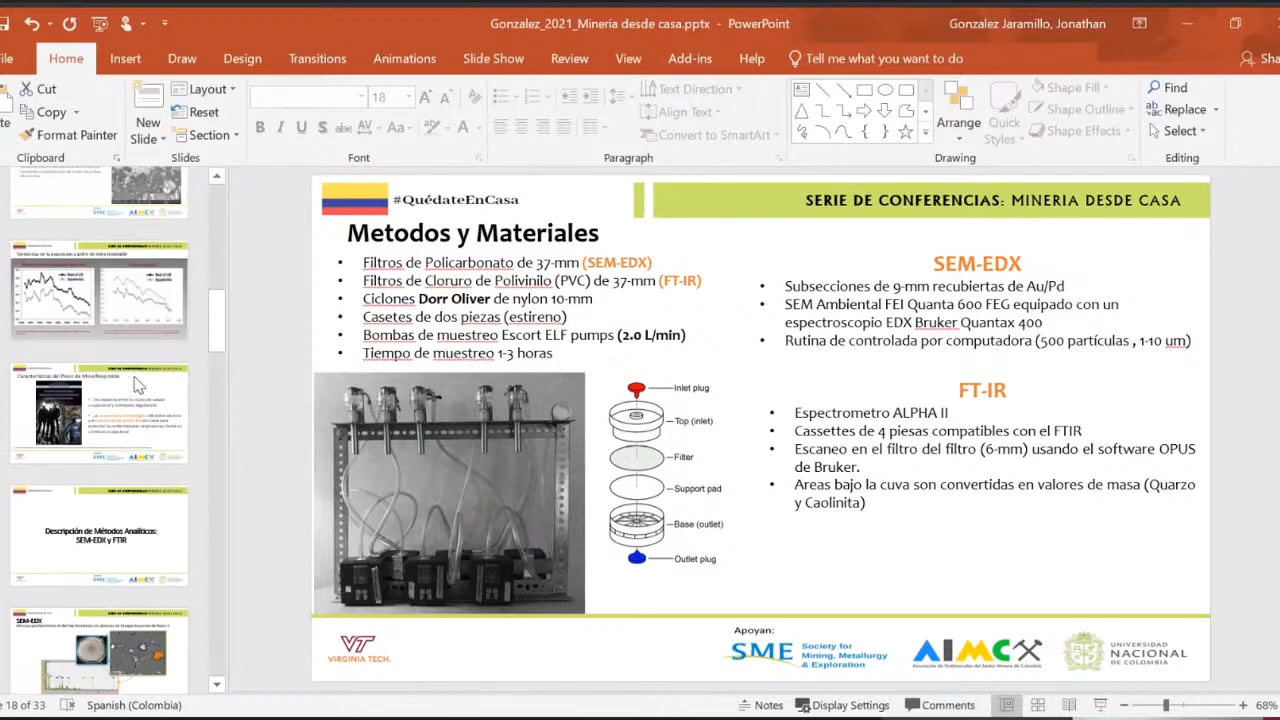 Gonzalez_2021_Mineria desde casa.pptx - PowerPoint
Gonzalez Jaramillo, Jonathan
Home
Insert
Draw
Design
Transitions
Animations
Slide Show
Review
View
Add-ins
Help
Tell me what you want to do
Cut
Copy
Format Painter
Clipboard
New
Slide
Layout
Reset
Section
Slides
18
Font
Text Direction
Align Text
Convert to SmartArt
Paragraph
Arrange
Quick
Styles
Shape Fill
Shape Outline
Shape Effects
Drawing
Find
Replace
Select
Editing
Descripción de Métodos Analíticos:
SEM-EDX y FTIR
SEM-EDX
#QuédateEnCasa
SERIE DE CONFERENCIAS: MINERIA DESDE CASA
Metodos y Materiales
• Filtros de Policarbonato de 37-mm (SEM-EDX)
• Filtros de Cloruro de Polivinilo (PVC) de 37-mm (FT-IR)
• Ciclones Dorr Oliver de nylon 10-mm
• Casetes de dos piezas (estireno)
• Bombas de muestreo Escort ELF pumps (2.0 L/min)
• Tiempo de muestreo 1-3 horas
Inlet plug
Top (inlet)
Filter
Support pad
Base (outlet)
Outlet plug
SEM-EDX
• Subsecciones de 9-mm recubiertas de Au/Pd
• SEM Ambiental FEI Quanta 600 FEG equipado con un
espectroscopio EDX Bruker Quantax 400
• Rutina de controlada por computadora (500 partículas , 1-10 um)
FT-IR
• Espectrometro ALPHA II
• Cassettes de 4 piesas compatibles con el FTIR
• Escaneo en el filtro del filtro (6-mm) usando el software OPUS
de Bruker.
• Areas bajo la cuva son convertidas en valores de masa (Quarzo
y Caolinita)
VT
VIRGINIA TECH.
Apoyan:
SME Society for
Mining, Metallurgy
& Exploration
AIMC
Asociación de Profesionales del Sector Minero de Colombia
UNIVERSIDAD
NACIONAL
DE COLOMBIA
18 of 33
Spanish (Colombia)
Notes
Display Settings
Comments
68%